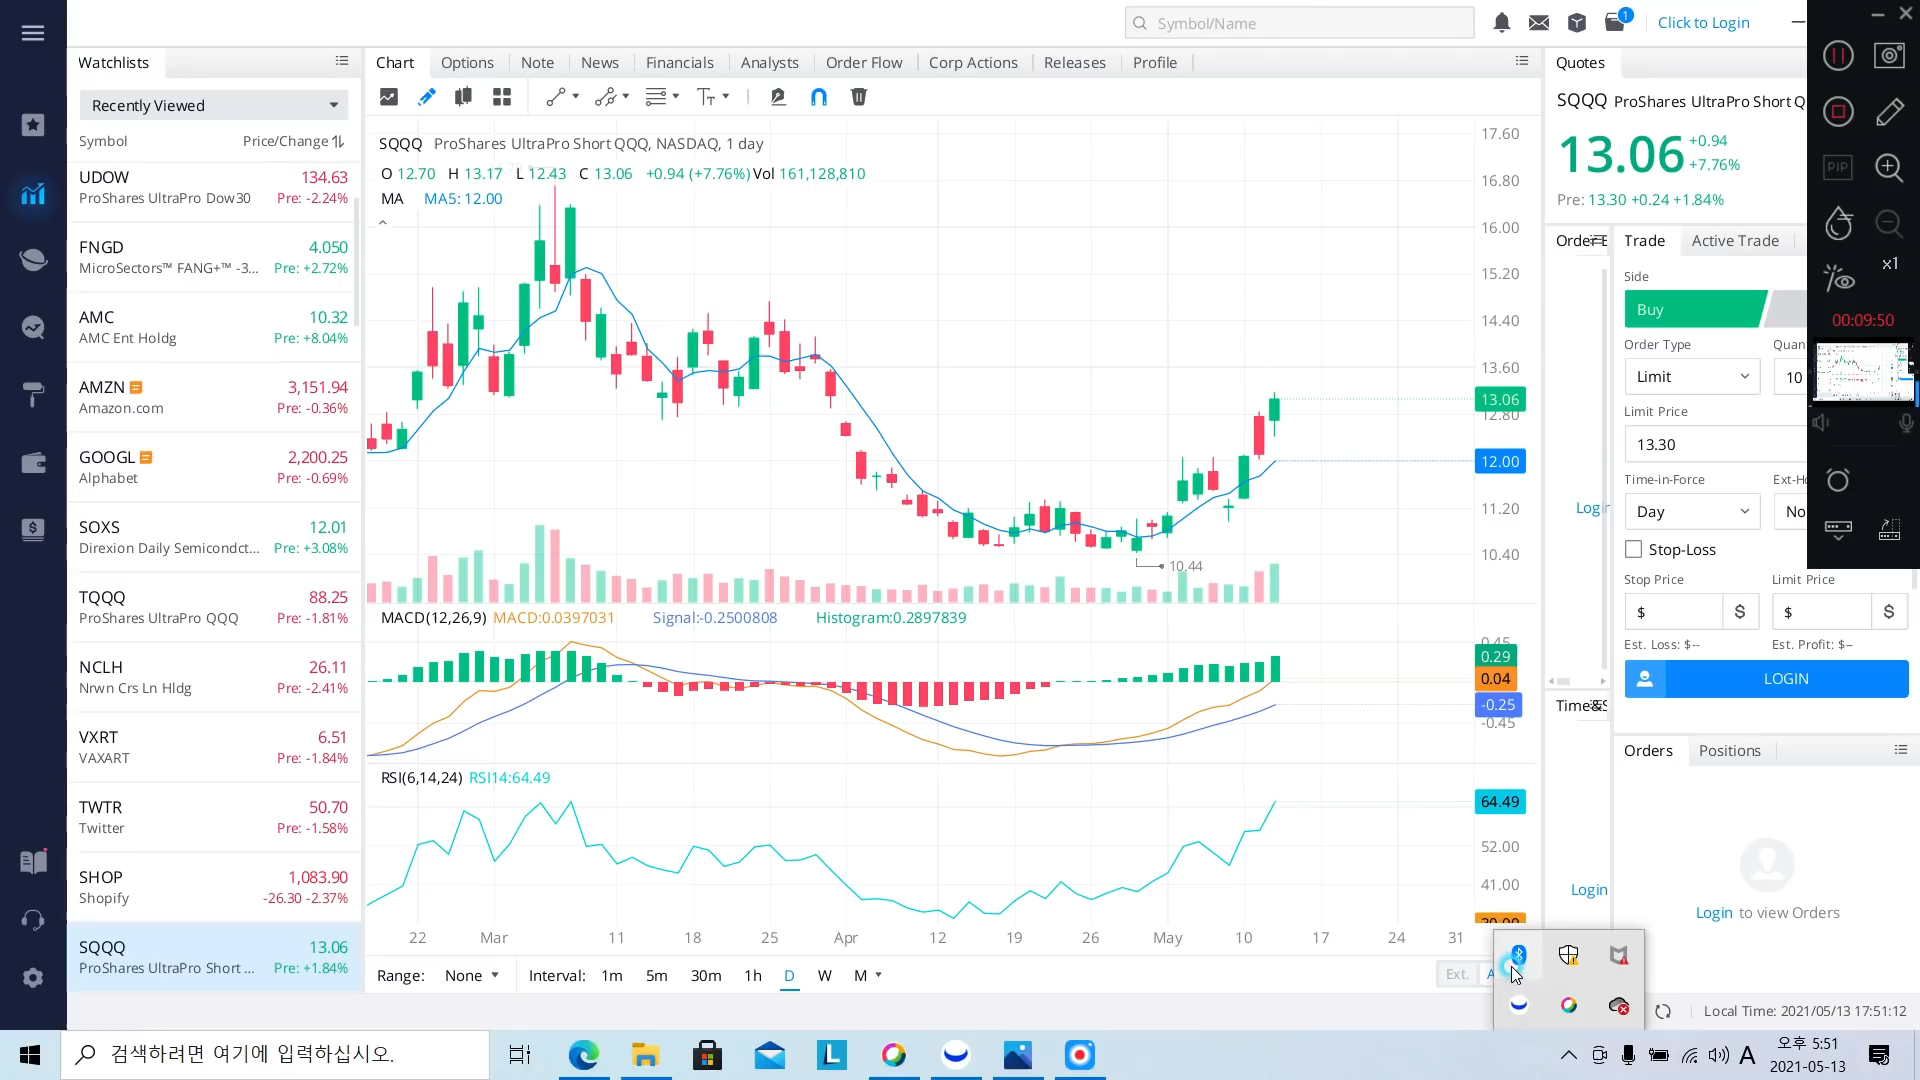 Symbol/Name
1
Click to Login
Watchlists
Recently Viewed
Symbol Price/Change
UDOW 134.63
ProShares UltraPro Dow30 Pre: -2.24%
FNGD 4.050
MicroSectors™ FANG+™ -3... Pre: +2.72%
AMC 10.32
AMC Ent Holdg Pre: +8.04%
AMZN 3,151.94
Amazon.com Pre: -0.36%
GOOGL 2,200.25
Alphabet Pre: -0.69%
SOXS 12.01
Direxion Daily Semicondct... Pre: +3.08%
TQQQ 88.25
ProShares UltraPro QQQ Pre: -1.81%
NCLH 26.11
Nrwn Crs Ln Hldg Pre: -2.41%
VXRT 6.51
VAXART Pre: -1.84%
TWTR 50.70
Twitter Pre: -1.58%
SHOP 1,083.90
Shopify -26.30 -2.37%
SQQQ 13.06
ProShares UltraPro Short ... Pre: +1.84%
Chart Options Note News Financials Analysts Order Flow Corp Actions Releases Profile
SQQQ ProShares UltraPro Short QQQ, NASDAQ, 1 day
O 12.70 H 13.17 L 12.43 C 13.06 +0.94 (+7.76%) Vol 161,128,810
MA MA5: 12.00
17.60
16.80
16.00
15.20
14.40
13.60
13.06
12.80
12.00
11.20
10.40
10.44
MACD(12,26,9) MACD:0.0397031 Signal:-0.2500808 Histogram:0.2897839
0.45
0.29
0.04
-0.25
-0.45
RSI(6,14,24) RSI14:64.49
64.49
52.00
41.00
30.00
22 Mar 11 18 25 Apr 12 19 26 May 10 17 24 31
Range: None Interval: 1m 5m 30m 1h D W M
Ext.
Quotes
SQQQ ProShares UltraPro Short Q
13.06 +0.94
+7.76%
Pre: 13.30 +0.24 +1.84%
Trade Active Trade
Side
Buy
Order Type Quan
Limit 10
Limit Price
13.30
Time-in-Force Ext-Ho
Day No
Stop-Loss
Stop Price Limit Price
$ $ $ $
Est. Loss: $-- Est. Profit: $--
LOGIN
Login
Orders Positions
Login to view Orders
Login
PIP
x1
00:09:50
Local Time: 2021/05/13 17:51:12
검색하려면 여기에 입력하십시오.
L
A
오후 5:51
2021-05-13